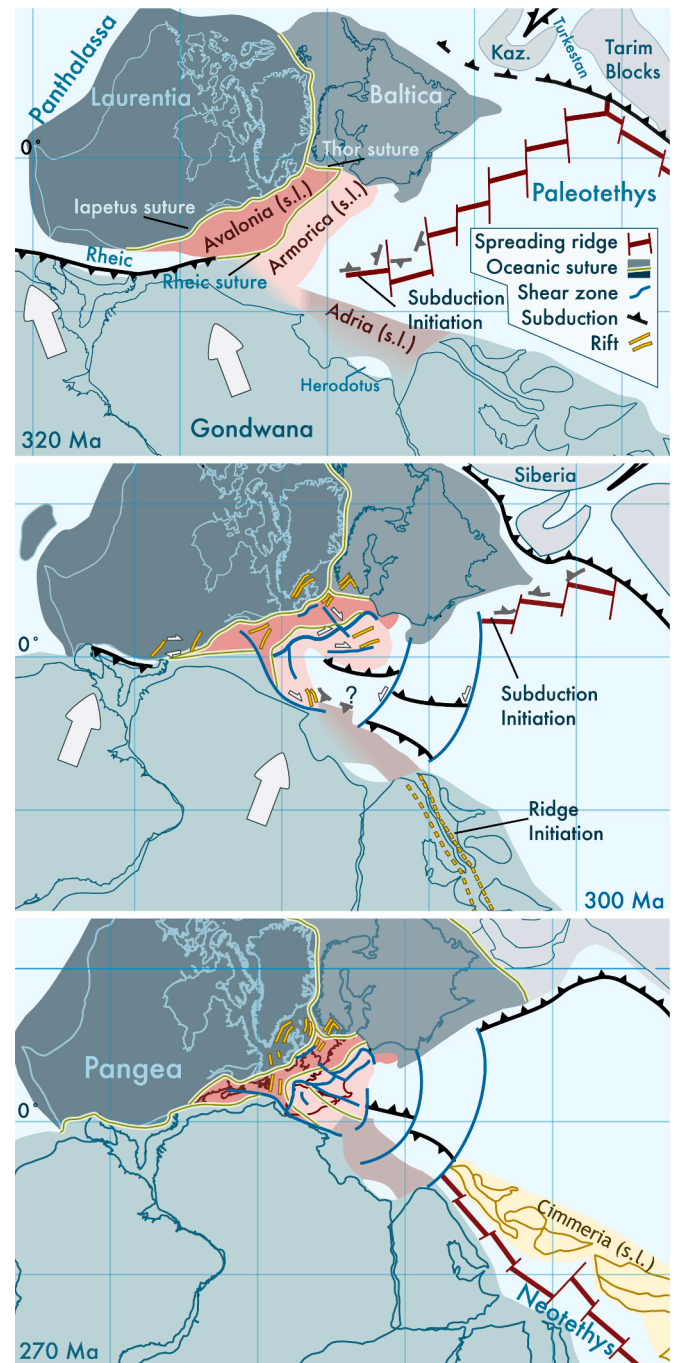 Panthalassa
Laurentia
Baltica
Kaz.
Turkestan
Tarim
Blocks
0°
Thor suture
Iapetus suture
Avalonia (s.l.)
Armorica (s.l.)
Paleotethys
Rheic
Rheic suture
Subduction
Initiation
Adria (s.l.)
Spreading ridge
Oceanic suture
Shear zone
Subduction
Rift
Herodotus
Gondwana
320 Ma
Siberia
0°
?
Subduction
Initiation
Ridge
Initiation
300 Ma
Pangea
0°
Cimmeria (s.l.)
Neotethys
270 Ma